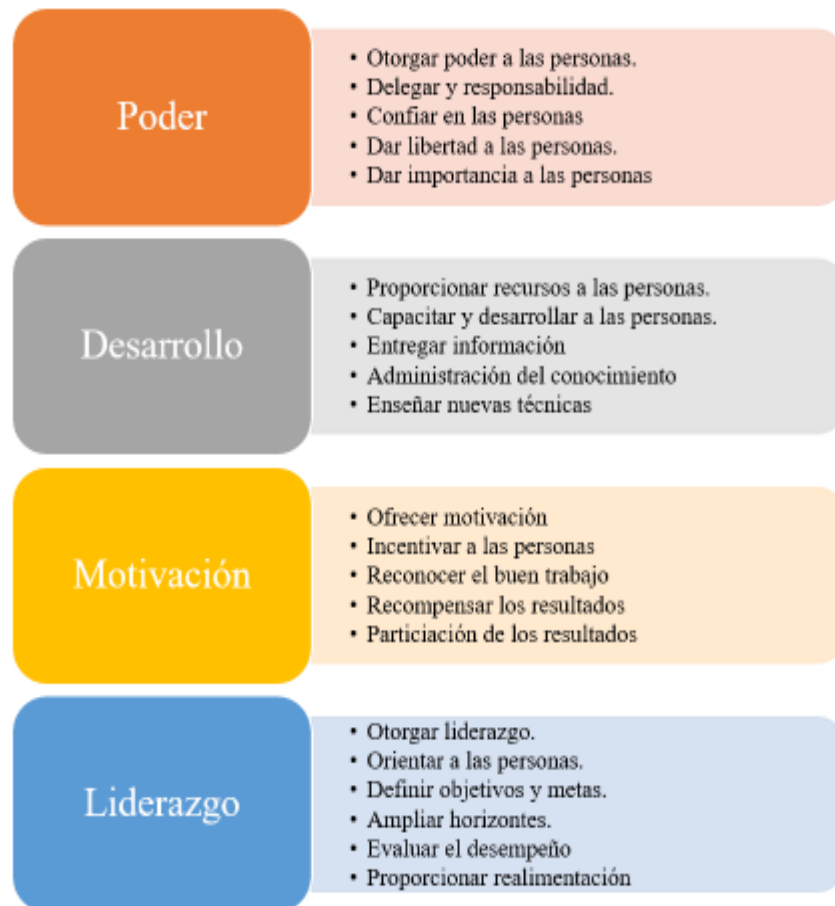 Poder
• Otorgar poder a las personas.
• Delegar y responsabilidad.
• Confiar en las personas
• Dar libertad a las personas.
• Dar importancia a las personas
Desarrollo
• Proporcionar recursos a las personas.
• Capacitar y desarrollar a las personas.
• Entregar información
• Administración del conocimiento
• Enseñar nuevas técnicas
Motivación
• Ofrecer motivación
• Incentivar a las personas
• Reconocer el buen trabajo
• Recompensar los resultados
• Particiación de los resultados
Liderazgo
• Otorgar liderazgo.
• Orientar a las personas.
• Definir objetivos y metas.
• Ampliar horizontes.
• Evaluar el desempeño
• Proporcionar realimentación